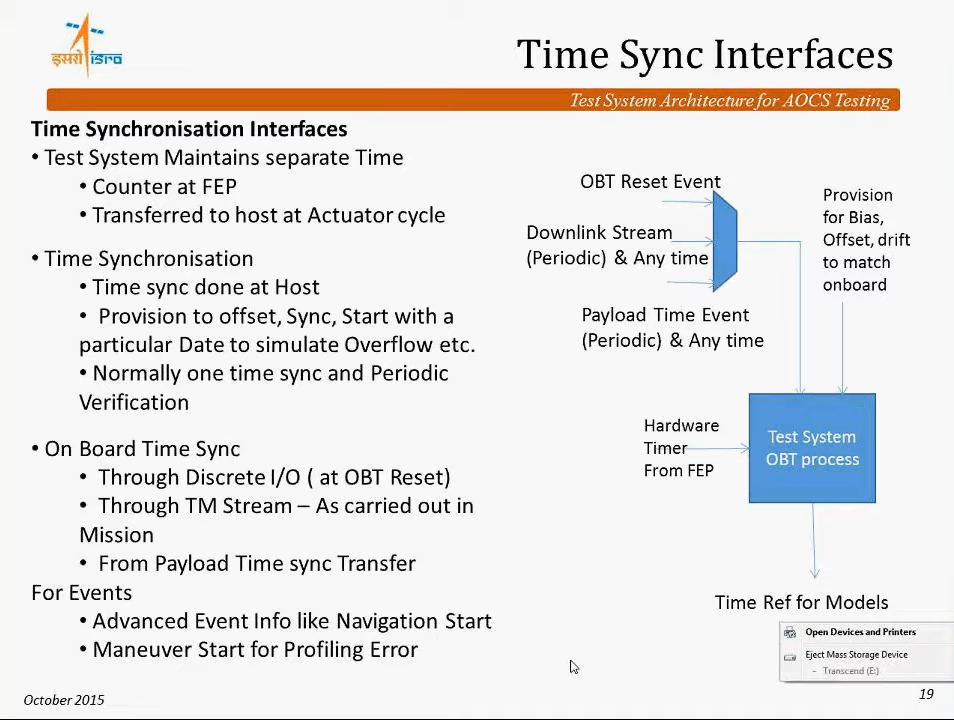 इसरो isro
Time Sync Interfaces
Test System Architecture for AOCS Testing
Time Synchronisation Interfaces
• Test System Maintains separate Time
• Counter at FEP
• Transferred to host at Actuator cycle
• Time Synchronisation
• Time sync done at Host
• Provision to offset, Sync, Start with a
particular Date to simulate Overflow etc.
• Normally one time sync and Periodic
Verification
• On Board Time Sync
• Through Discrete I/O ( at OBT Reset)
• Through TM Stream – As carried out in
Mission
• From Payload Time sync Transfer
For Events
• Advanced Event Info like Navigation Start
• Maneuver Start for Profiling Error
OBT Reset Event
Downlink Stream
(Periodic) & Any time
Payload Time Event
(Periodic) & Any time
Provision
for Bias,
Offset, drift
to match
onboard
Hardware
Timer
From FEP
Test System
OBT process
Time Ref for Models
Open Devices and Printers
Eject Mass Storage Device
- Transcend (E:)
October 2015
19